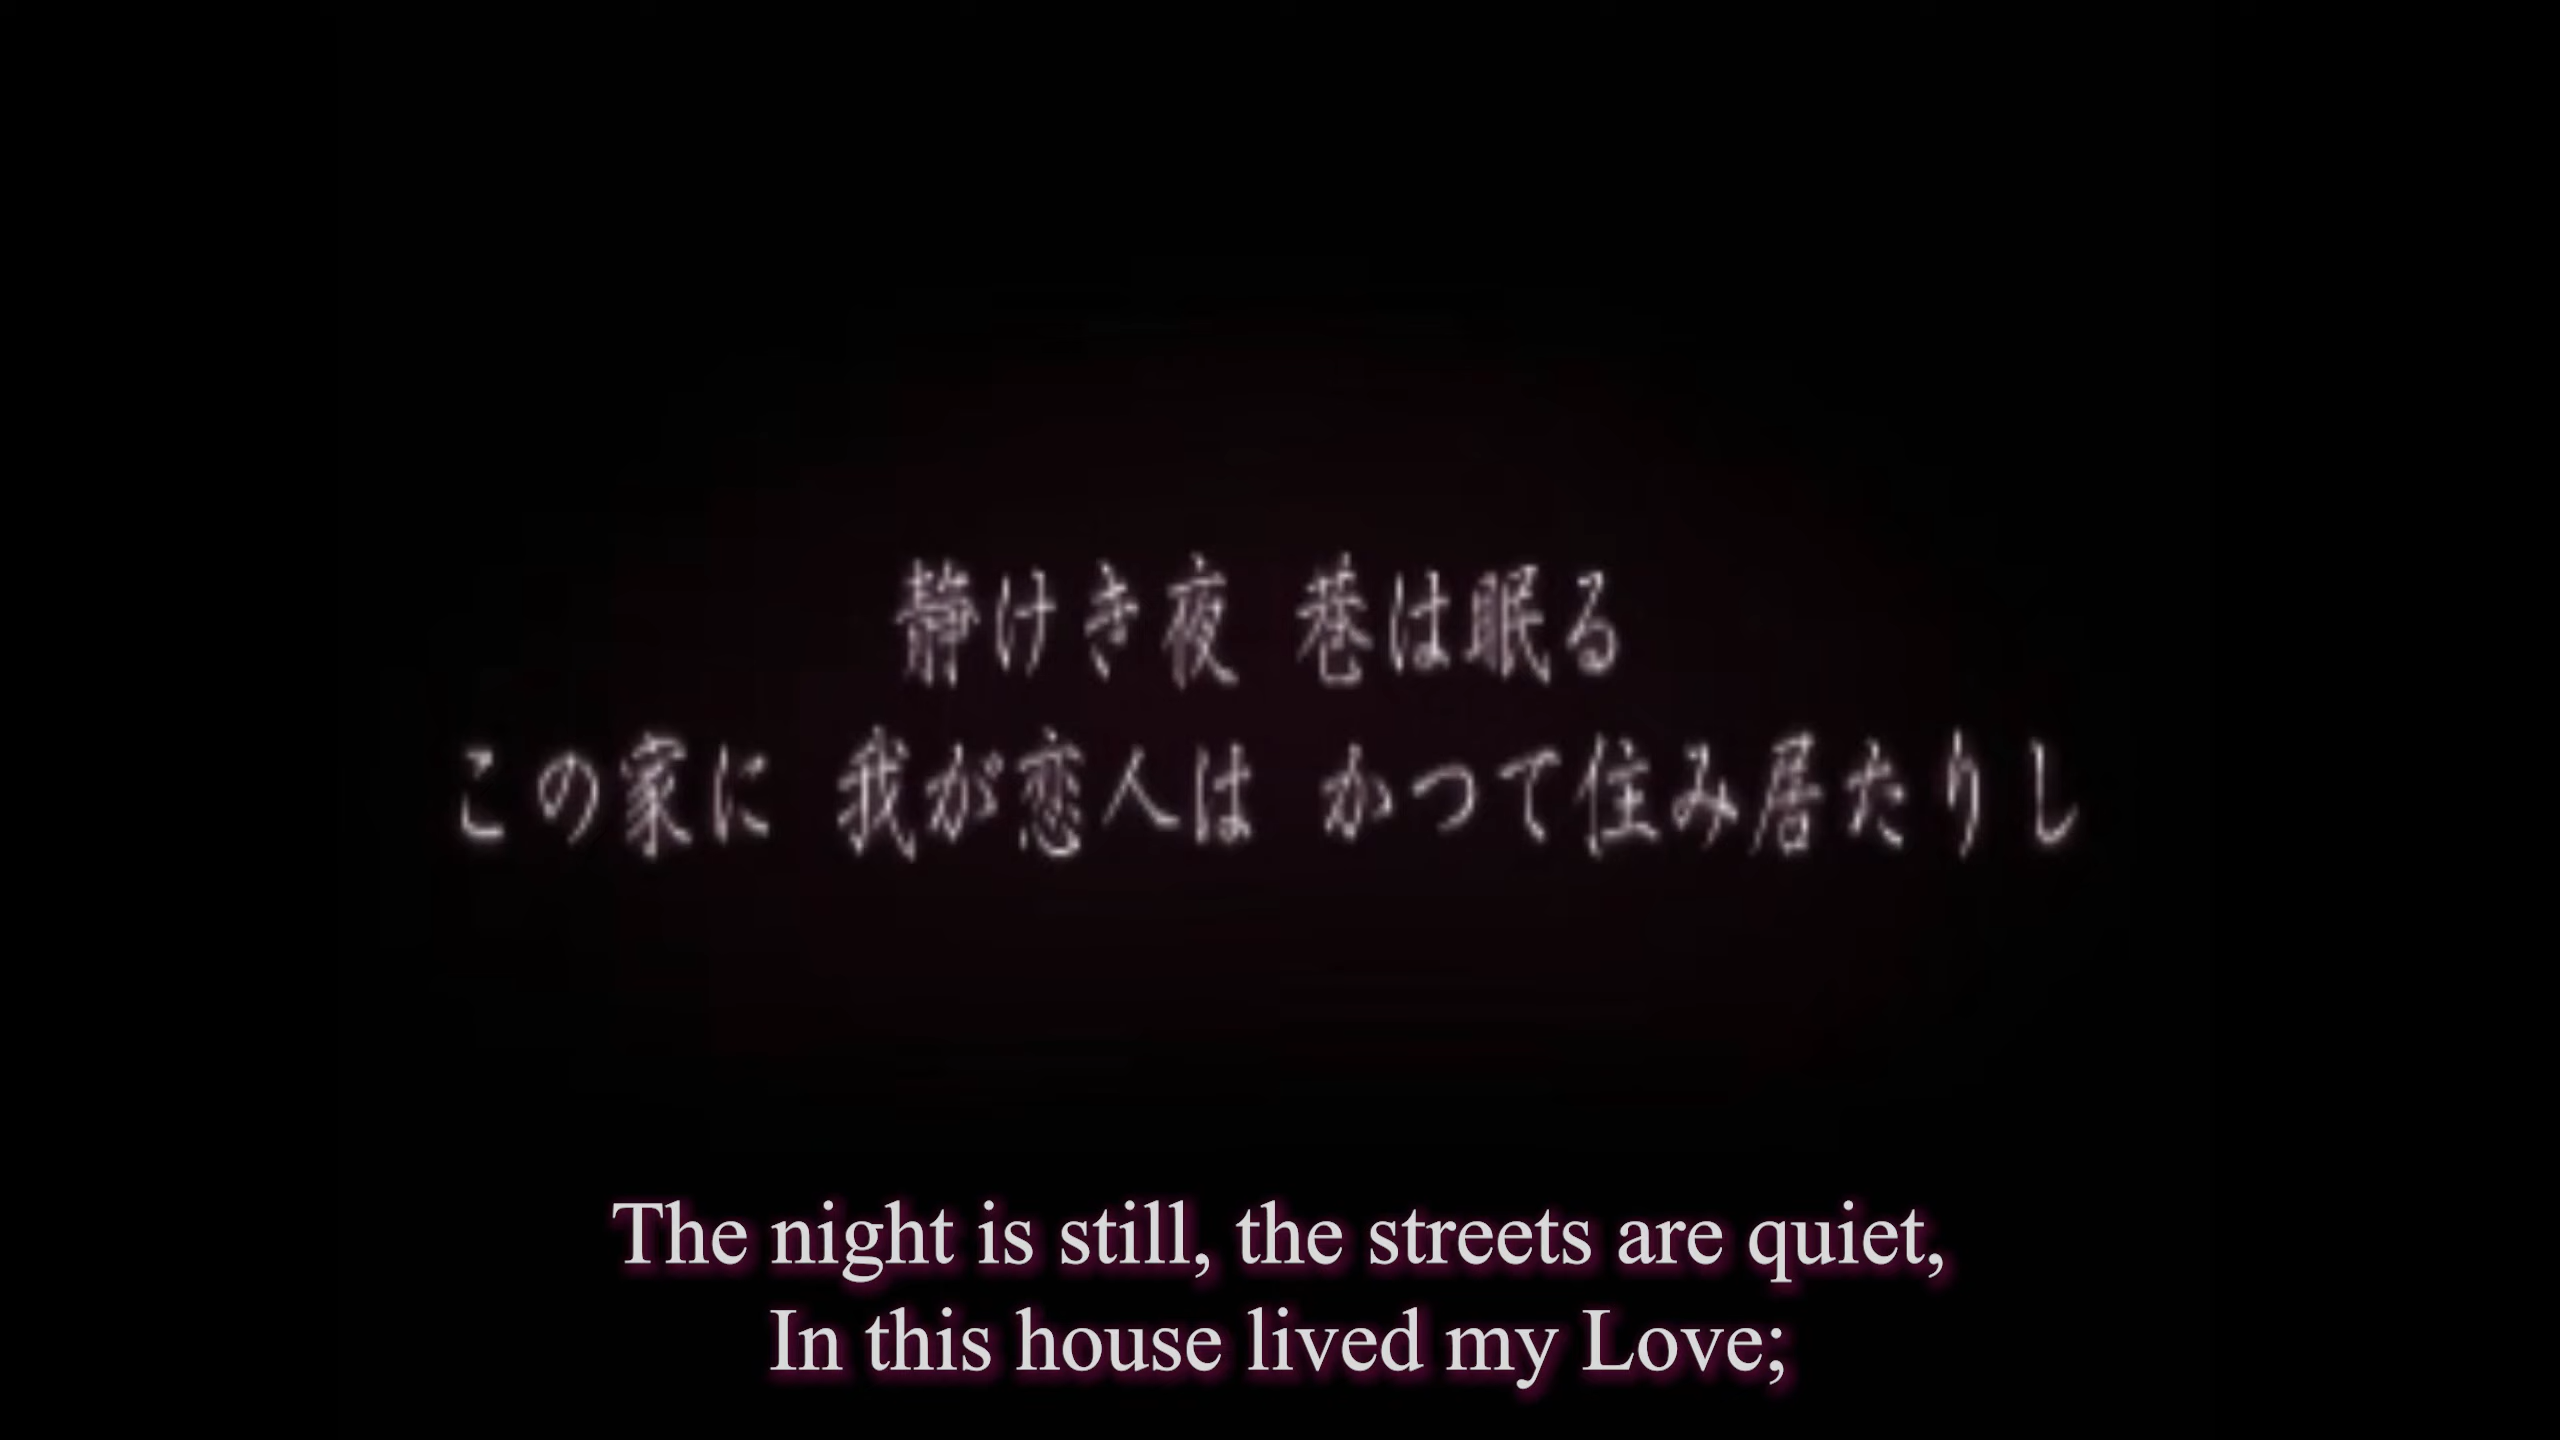 静けき夜 巷は眠る
この家に 我が恋人は かつて住み居たりし
The night is still, the streets are quiet,
In this house lived my Love;